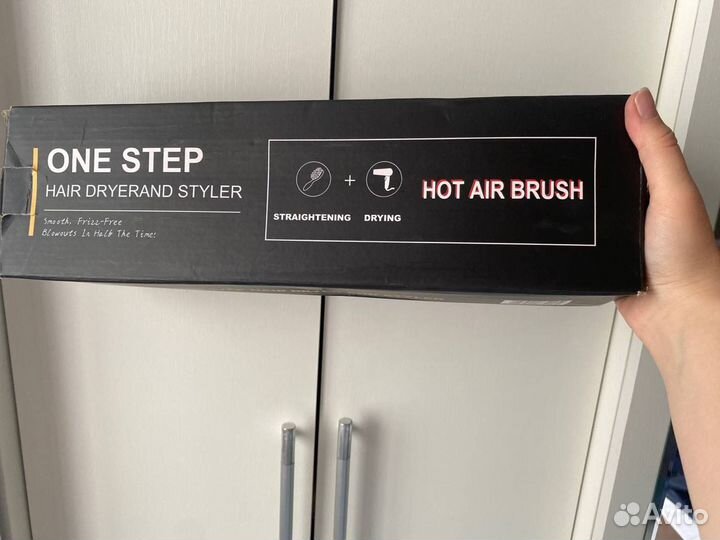 ONE STEP
HAIR DRYERAND STYLER
Smooth, Frizz-Free
Blowouts In Half The Time!
+
STRAIGHTENING DRYING
HOT AIR BRUSH
Avito